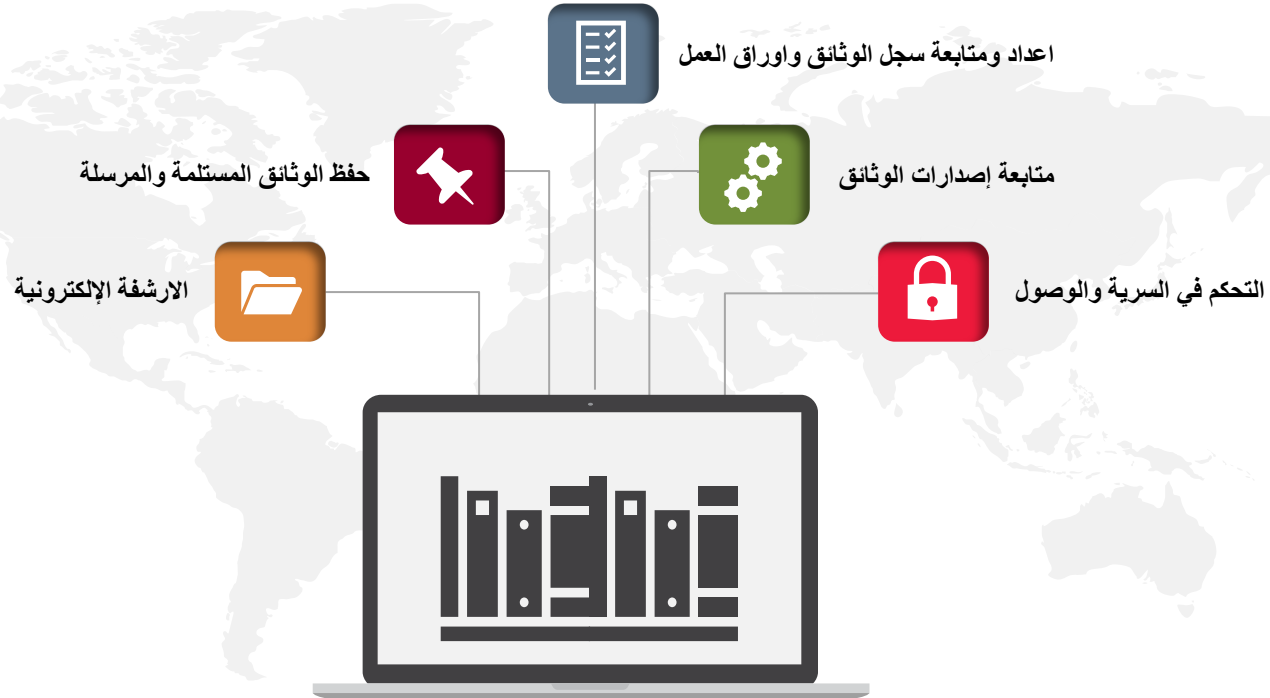 اعداد ومتابعة سجل الوثائق واوراق العمل
متابعة إصدارات الوثائق
حفظ الوثائق المستلمة والمرسلة
التحكم في السرية والوصول
الارشفة الإلكترونية